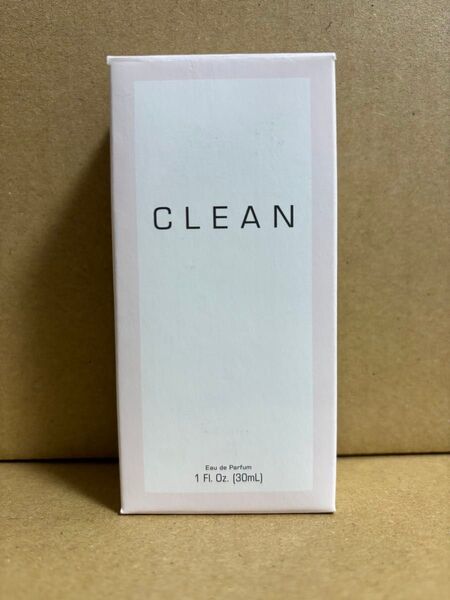 CLEAN
Eau de Parfum
1 Fl. Oz. (30mL)